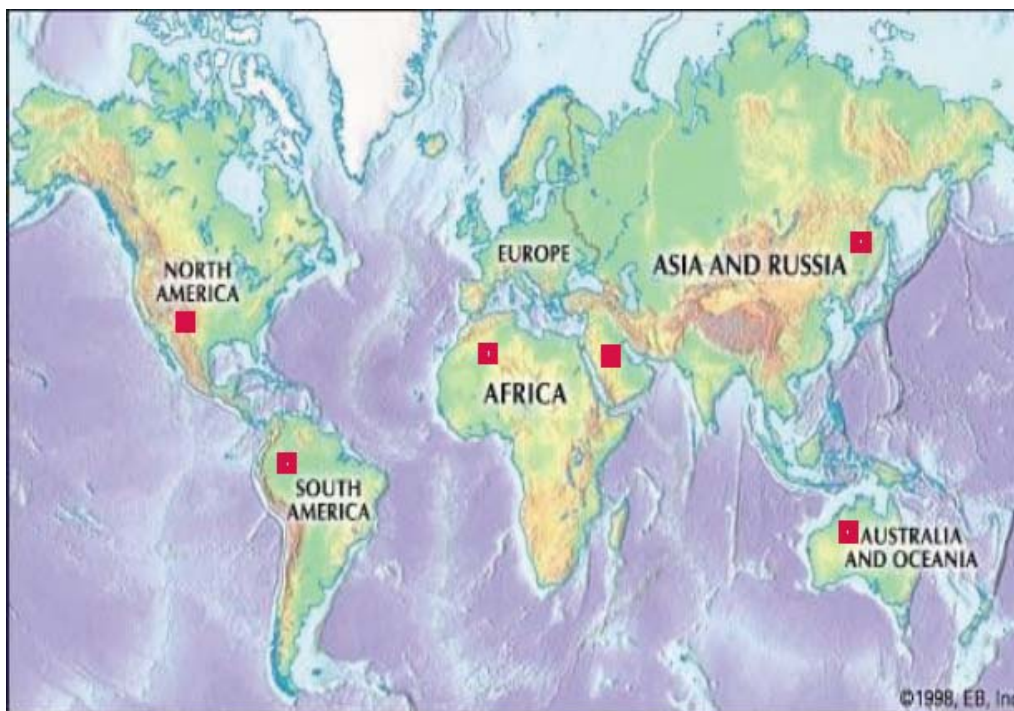 NORTH
AMERICA
EUROPE
ASIA AND RUSSIA
AFRICA
SOUTH
AMERICA
AUSTRALIA
AND OCEANIA
©1998, EB, Inc